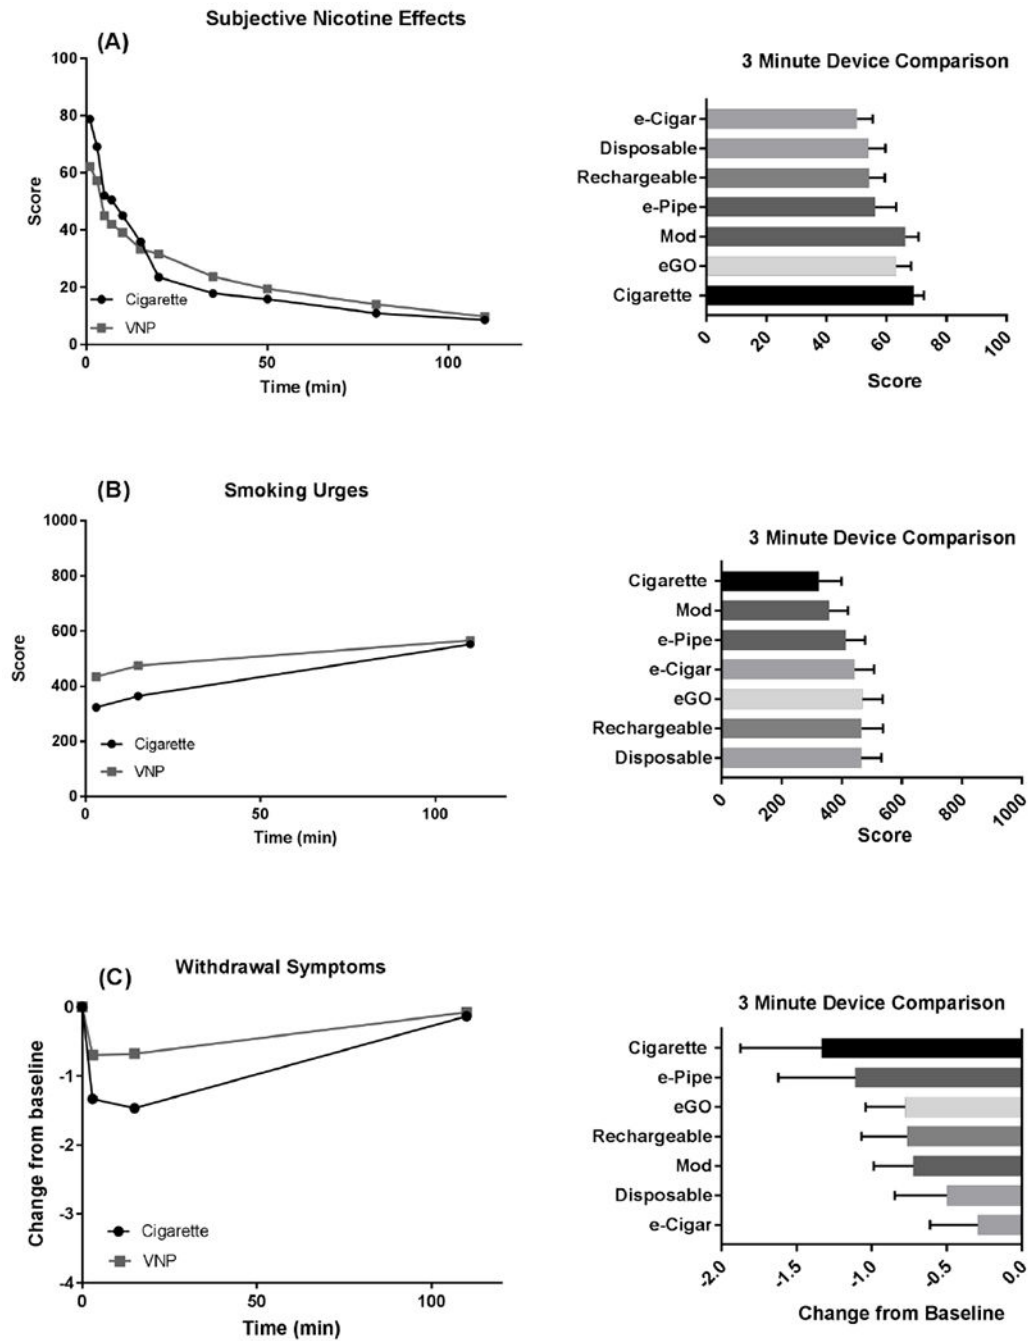 Subjective Nicotine Effects
(A)
100
80
60
40
20
0
Score
Cigarette
VNP
0
50
100
Time (min)
3 Minute Device Comparison
e-Cigar
Disposable
Rechargeable
e-Pipe
Mod
eGO
Cigarette
0
20
40
60
80
100
Score
(B)
Smoking Urges
1000
800
600
400
200
0
Score
Cigarette
VNP
0
50
100
Time (min)
3 Minute Device Comparison
Cigarette
Mod
e-Pipe
e-Cigar
eGO
Rechargeable
Disposable
0
200
400
600
800
1000
Score
(C)
Withdrawal Symptoms
0
-1
-2
-3
-4
Change from baseline
Cigarette
VNP
0
50
100
Time (min)
3 Minute Device Comparison
Cigarette
e-Pipe
eGO
Rechargeable
Mod
Disposable
e-Cigar
-2.0
-1.5
-1.0
-0.5
0.0
Change from Baseline